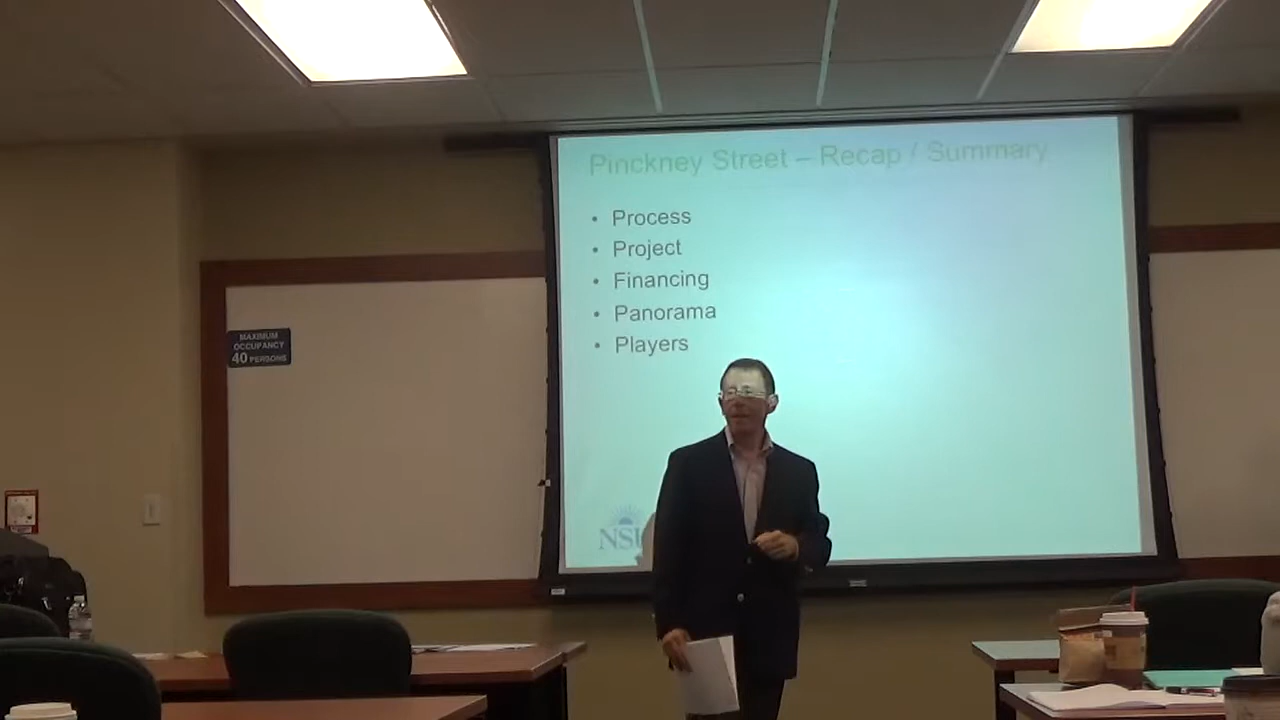 Pinckney Street – Recap / Summary
• Process
• Project
• Financing
• Panorama
• Players
MAXIMUM
OCCUPANCY
40 PERSONS